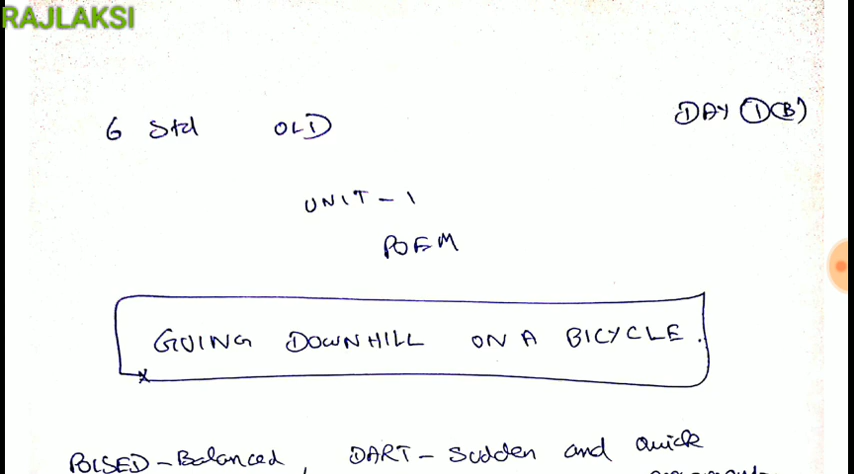 RAJLAKSI
6 Std OLD DAY 1(B)
UNIT - 1
POEM
GOING DOWNHILL ON A BICYCLE.
POISED - Balanced, DART - Sudden and quick